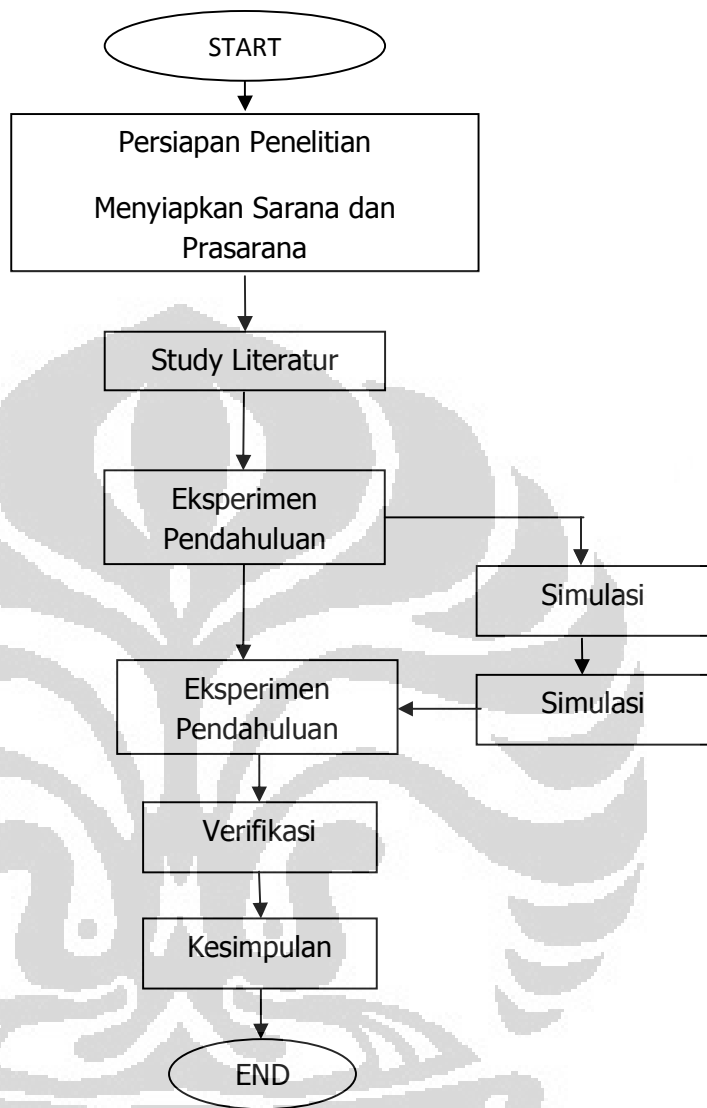 START
Persiapan Penelitian
Menyiapkan Sarana dan
Prasarana
Study Literatur
Eksperimen
Pendahuluan
Simulasi
Simulasi
Eksperimen
Pendahuluan
Verifikasi
Kesimpulan
END